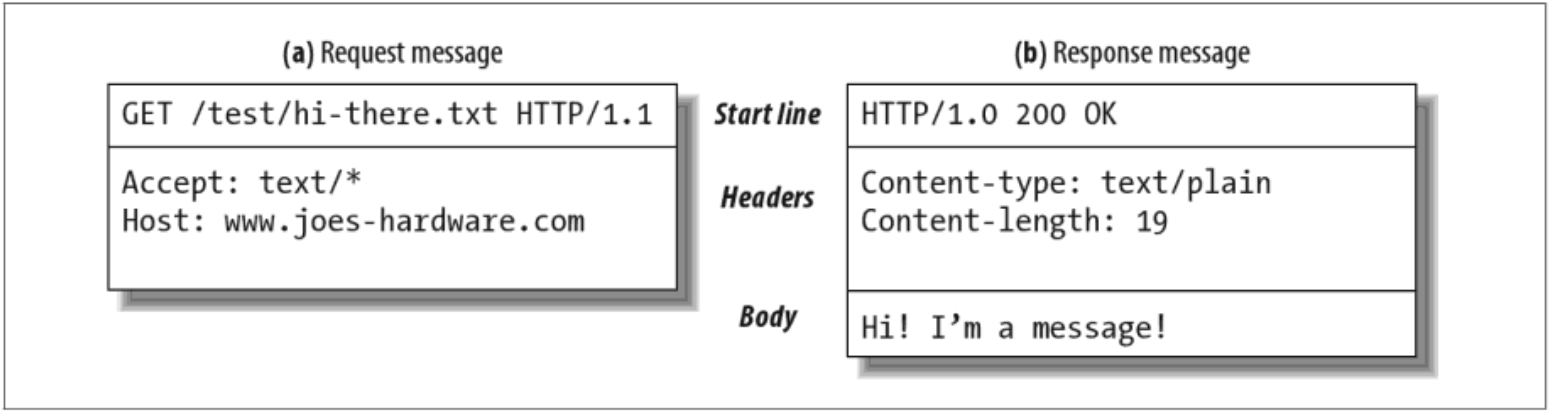 (a) Request message
GET /test/hi-there.txt HTTP/1.1
Accept: text/*
Host: www.joes-hardware.com
Start line
Headers
Body
(b) Response message
HTTP/1.0 200 OK
Content-type: text/plain
Content-length: 19
Hi! I’m a message!